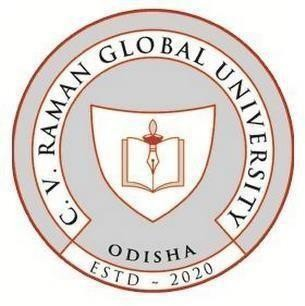 C. V. RAMAN GLOBAL UNIVERSITY
ODISHA
ESTD ~ 2020